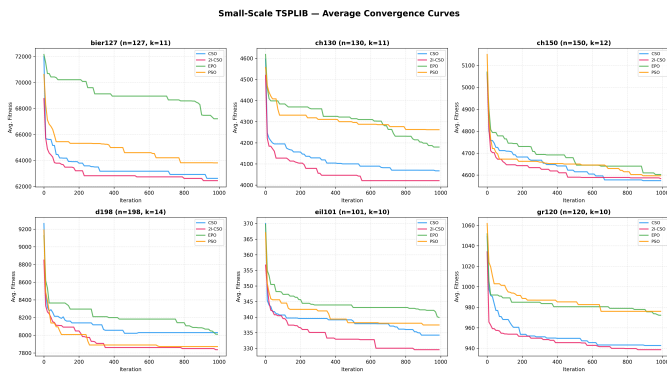 Small-Scale TSPLIB — Average Convergence Curves
bier127 (n=127, k=11)
CSO
2I-CSO
EPO
PSO
Avg. Fitness
72000
70000
68000
66000
64000
62000
0 200 400 600 800 1000
Iteration
ch130 (n=130, k=11)
CSO
2I-CSO
EPO
PSO
Avg. Fitness
4600
4500
4400
4300
4200
4100
4000
0 200 400 600 800 1000
Iteration
ch150 (n=150, k=12)
CSO
2I-CSO
EPO
PSO
Avg. Fitness
5100
5000
4900
4800
4700
4600
0 200 400 600 800 1000
Iteration
d198 (n=198, k=14)
CSO
2I-CSO
EPO
PSO
Avg. Fitness
9200
9000
8800
8600
8400
8200
8000
7800
0 200 400 600 800 1000
Iteration
eil101 (n=101, k=10)
CSO
2I-CSO
EPO
PSO
Avg. Fitness
370
365
360
355
350
345
340
335
330
0 200 400 600 800 1000
Iteration
gr120 (n=120, k=10)
CSO
2I-CSO
EPO
PSO
Avg. Fitness
1060
1040
1020
1000
980
960
940
0 200 400 600 800 1000
Iteration